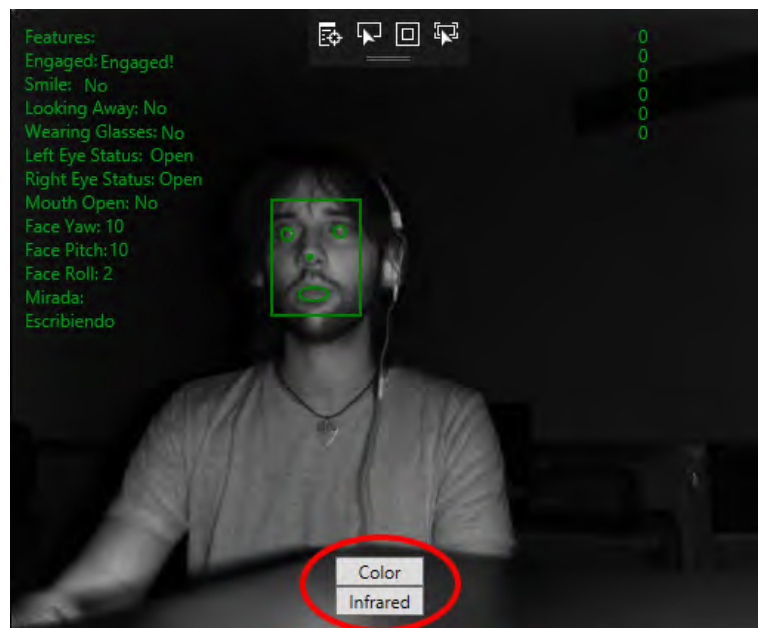 Features:
Engaged: Engaged!
Smile: No
Looking Away: No
Wearing Glasses: No
Left Eye Status: Open
Right Eye Status: Open
Mouth Open: No
Face Yaw: 10
Face Pitch: 10
Face Roll: 2
Mirada:
Escribiendo
0
0
0
0
0
0
Color
Infrared